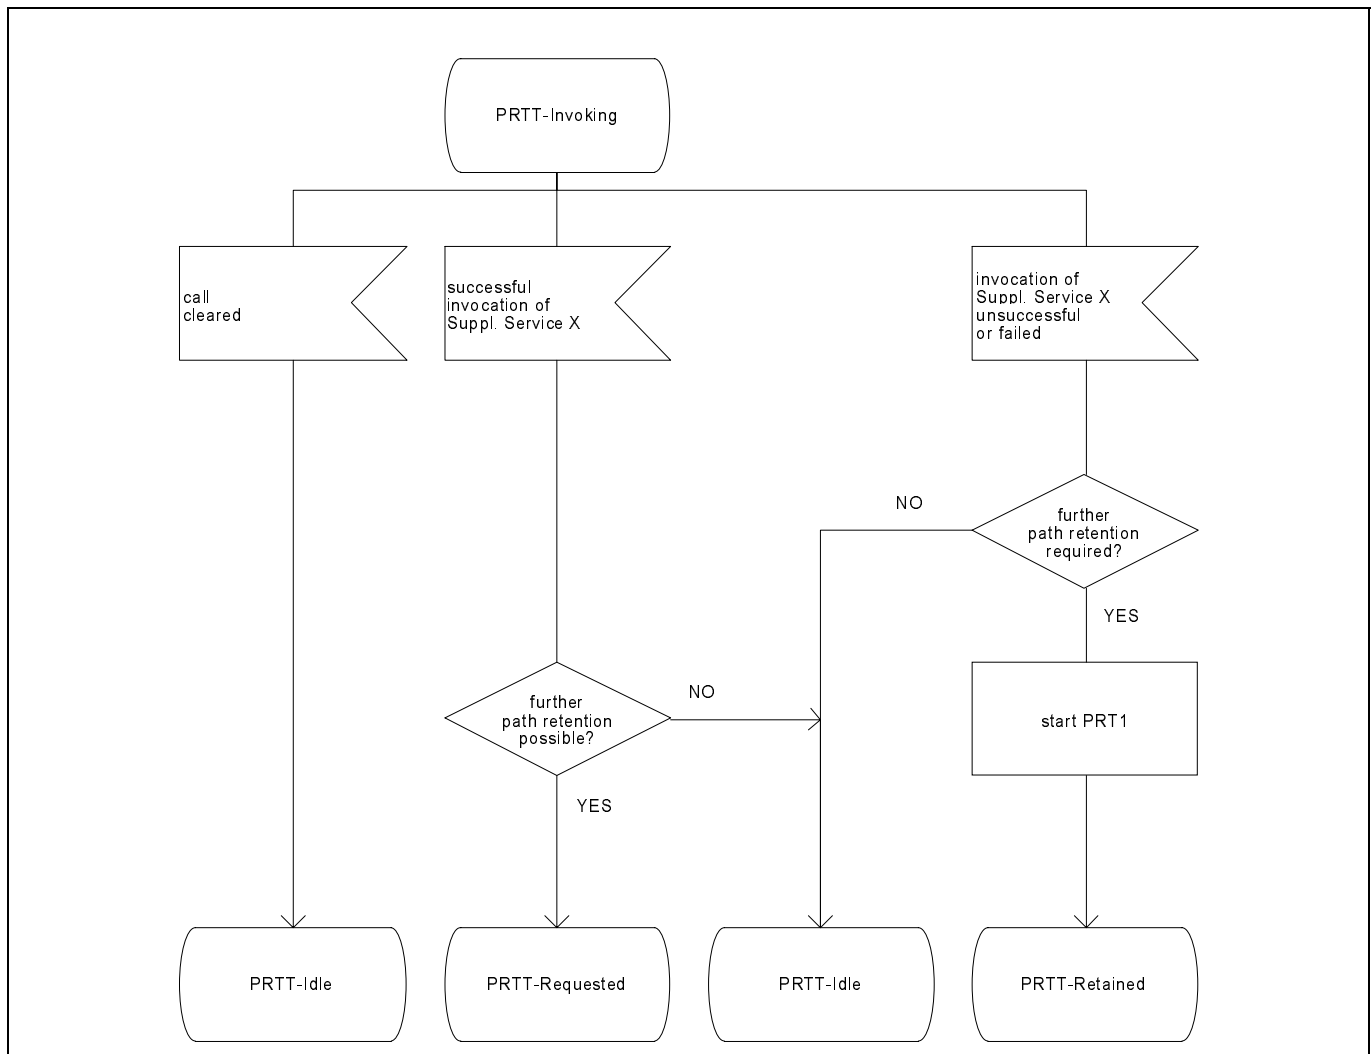 PRTT-Invoking
call
cleared
successful
invocation of
Suppl. Service X
invocation of
Suppl. Service X
unsuccessful
or failed
NO
further
path retention
required?
YES
further
path retention
possible?
NO
YES
start PRT1
PRTT-Idle
PRTT-Requested
PRTT-Idle
PRTT-Retained